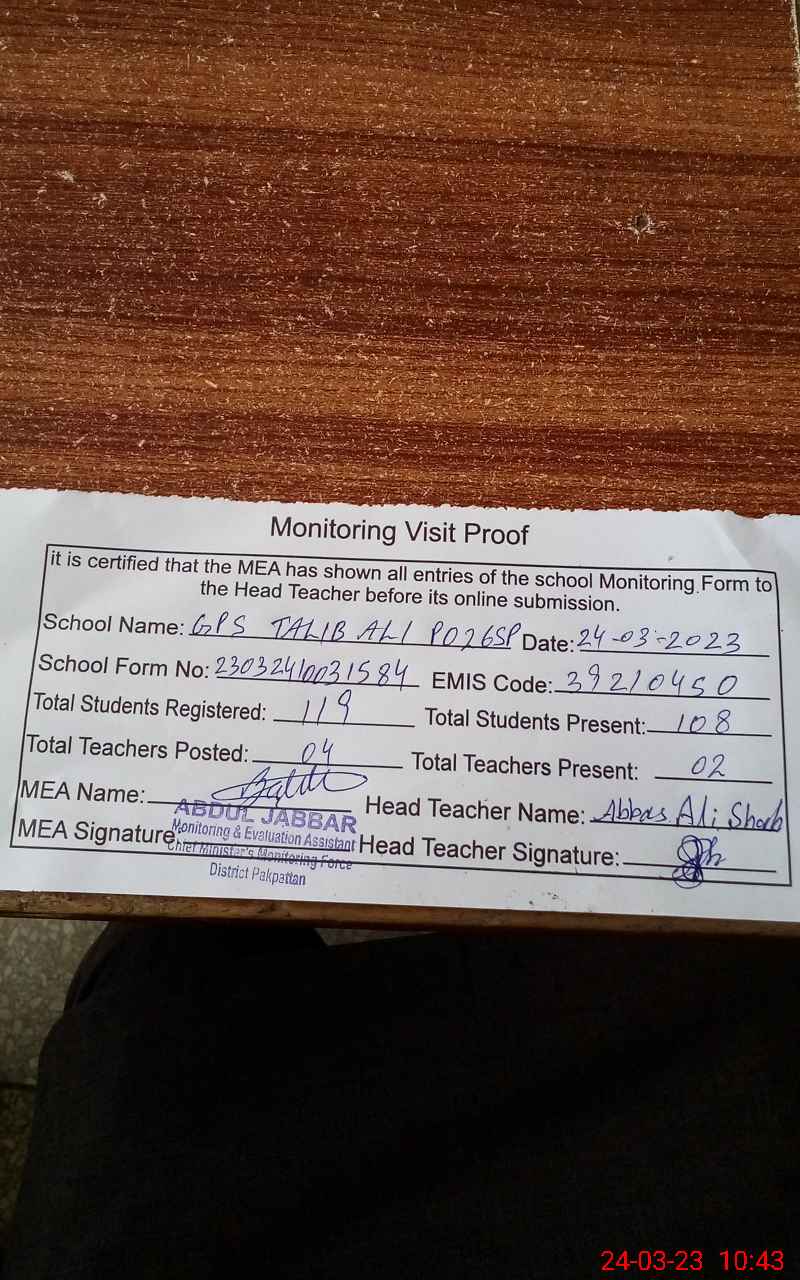 Monitoring Visit Proof
it is certified that the MEA has shown all entries of the school Monitoring Form to
the Head Teacher before its online submission.
School Name: GPS TALIB ALI PO26SP Date: 24-03-2023
School Form No: 23032410031584 EMIS Code: 39210450
Total Students Registered: 119 Total Students Present: 108
Total Teachers Posted: 04 Total Teachers Present: 02
MEA Name: Head Teacher Name: Abbas Ali Shah
ABDUL JABBAR
Monitoring & Evaluation Assistant
MEA Signature Head Teacher Signature:
Chief Minister's Monitoring Force
District Pakpattan
24-03-23 10:43